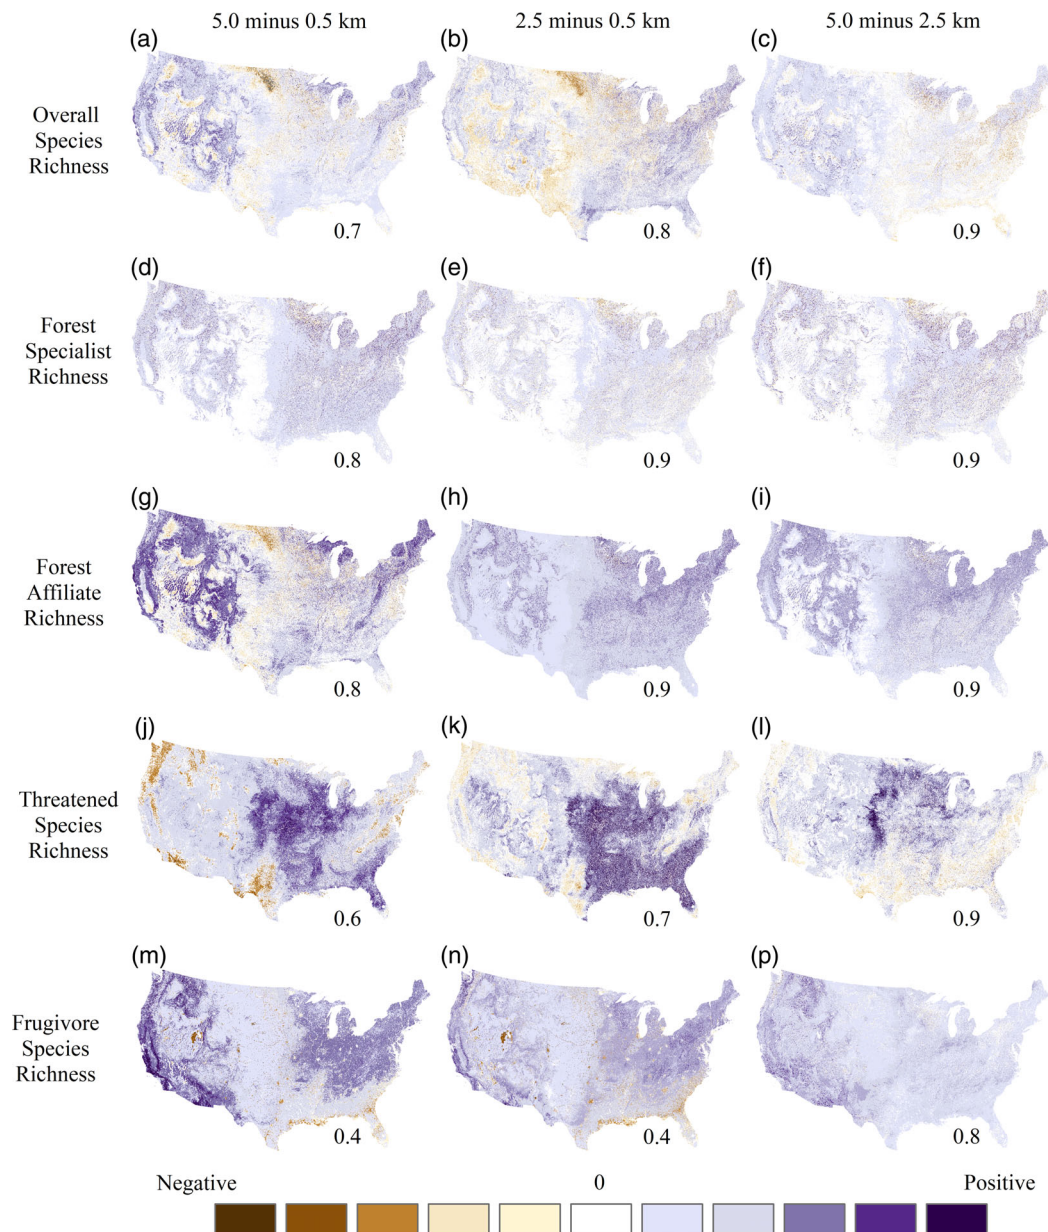 5.0 minus 0.5 km 2.5 minus 0.5 km 5.0 minus 2.5 km
(a) (b) (c)
Overall
Species
Richness
0.7 0.8 0.9
(d) (e) (f)
Forest
Specialist
Richness
0.8 0.9 0.9
(g) (h) (i)
Forest
Affiliate
Richness
0.8 0.9 0.9
(j) (k) (l)
Threatened
Species
Richness
0.6 0.7 0.9
(m) (n) (p)
Frugivore
Species
Richness
0.4 0.4 0.8
Negative 0 Positive